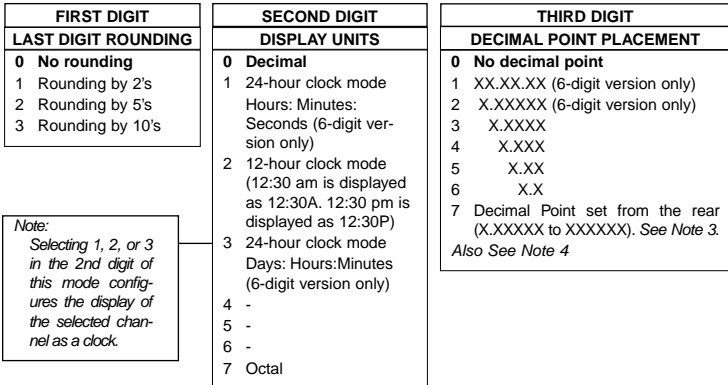 FIRST DIGIT
LAST DIGIT ROUNDING
0 No rounding
1 Rounding by 2's
2 Rounding by 5's
3 Rounding by 10's
Note:
Selecting 1, 2, or 3
in the 2nd digit of
this mode config-
ures the display of
the selected chan-
nel as a clock.
SECOND DIGIT
DISPLAY UNITS
0 Decimal
1 24-hour clock mode
Hours: Minutes:
Seconds (6-digit ver-
sion only)
2 12-hour clock mode
(12:30 am is displayed
as 12:30A. 12:30 pm is
displayed as 12:30P)
3 24-hour clock mode
Days: Hours:Minutes
(6-digit version only)
4 -
5 -
6 -
7 Octal
THIRD DIGIT
DECIMAL POINT PLACEMENT
0 No decimal point
1 XX.XX.XX (6-digit version only)
2 X.XXXXX (6-digit version only)
3 X.XXXX
4 X.XXX
5 X.XX
6 X.X
7 Decimal Point set from the rear
(X.XXXXX to XXXXXX). See Note 3.
Also See Note 4